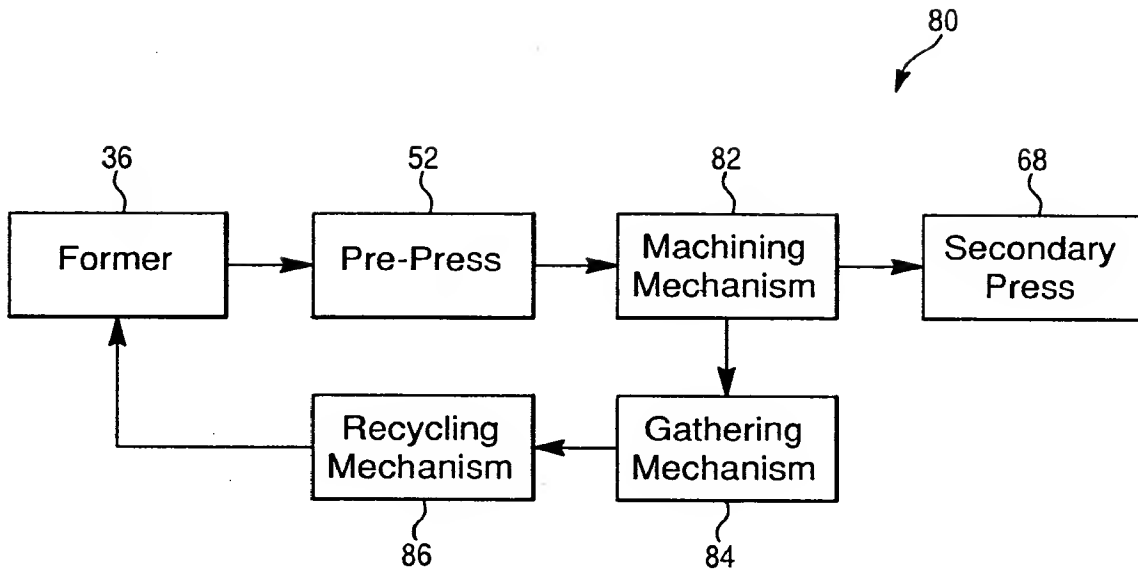 80
36
52
82
68
Former
Pre-Press
Machining
Mechanism
Secondary
Press
Recycling
Mechanism
Gathering
Mechanism
86
84